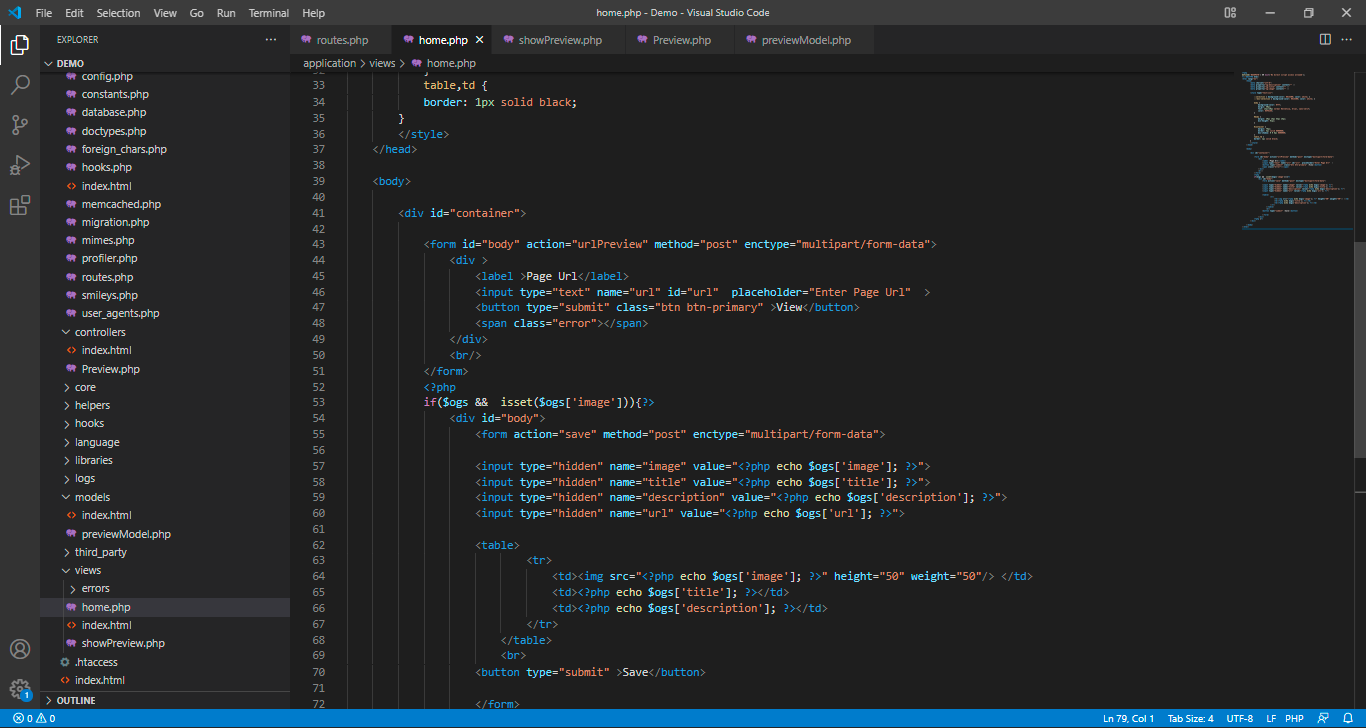 File Edit Selection View Go Run Terminal Help
home.php - Demo - Visual Studio Code
EXPLORER
routes.php
home.php
showPreview.php
Preview.php
previewModel.php
DEMO
application > views > home.php
config.php
constants.php
database.php
doctypes.php
foreign_chars.php
hooks.php
index.html
memcached.php
migration.php
mimes.php
profiler.php
routes.php
smileys.php
user_agents.php
controllers
index.html
Preview.php
core
helpers
hooks
language
libraries
logs
models
index.html
previewModel.php
third_party
views
errors
home.php
index.html
showPreview.php
.htaccess
index.html
OUTLINE
32 }
33 table,td {
34 border: 1px solid black;
35 }
36 </style>
37 </head>
38
39 <body>
40
41 <div id="container">
42
43 <form id="body" action="urlPreview" method="post" enctype="multipart/form-data">
44 <div >
45 <label >Page Url</label>
46 <input type="text" name="url" id="url"  placeholder="Enter Page Url"  >
47 <button type="submit" class="btn btn-primary" >View</button>
48 <span class="error"></span>
49 </div>
50 <br/>
51 </form>
52 <?php
53 if($ogs &&  isset($ogs['image'])){?>
54 <div id="body">
55 <form action="save" method="post" enctype="multipart/form-data">
56
57 <input type="hidden" name="image" value="<?php echo $ogs['image']; ?>">
58 <input type="hidden" name="title" value="<?php echo $ogs['title']; ?>">
59 <input type="hidden" name="description" value="<?php echo $ogs['description']; ?>">
60 <input type="hidden" name="url" value="<?php echo $ogs['url']; ?>">
61
62 <table>
63 <tr>
64 <td><img src="<?php echo $ogs['image']; ?>" height="50" weight="50"/> </td>
65 <td><?php echo $ogs['title']; ?></td>
66 <td><?php echo $ogs['description']; ?></td>
67 </tr>
68 </table>
69 <br>
70 <button type="submit" >Save</button>
71
72 </form>
1
0 0
Ln 79, Col 1 Tab Size: 4 UTF-8 LF PHP